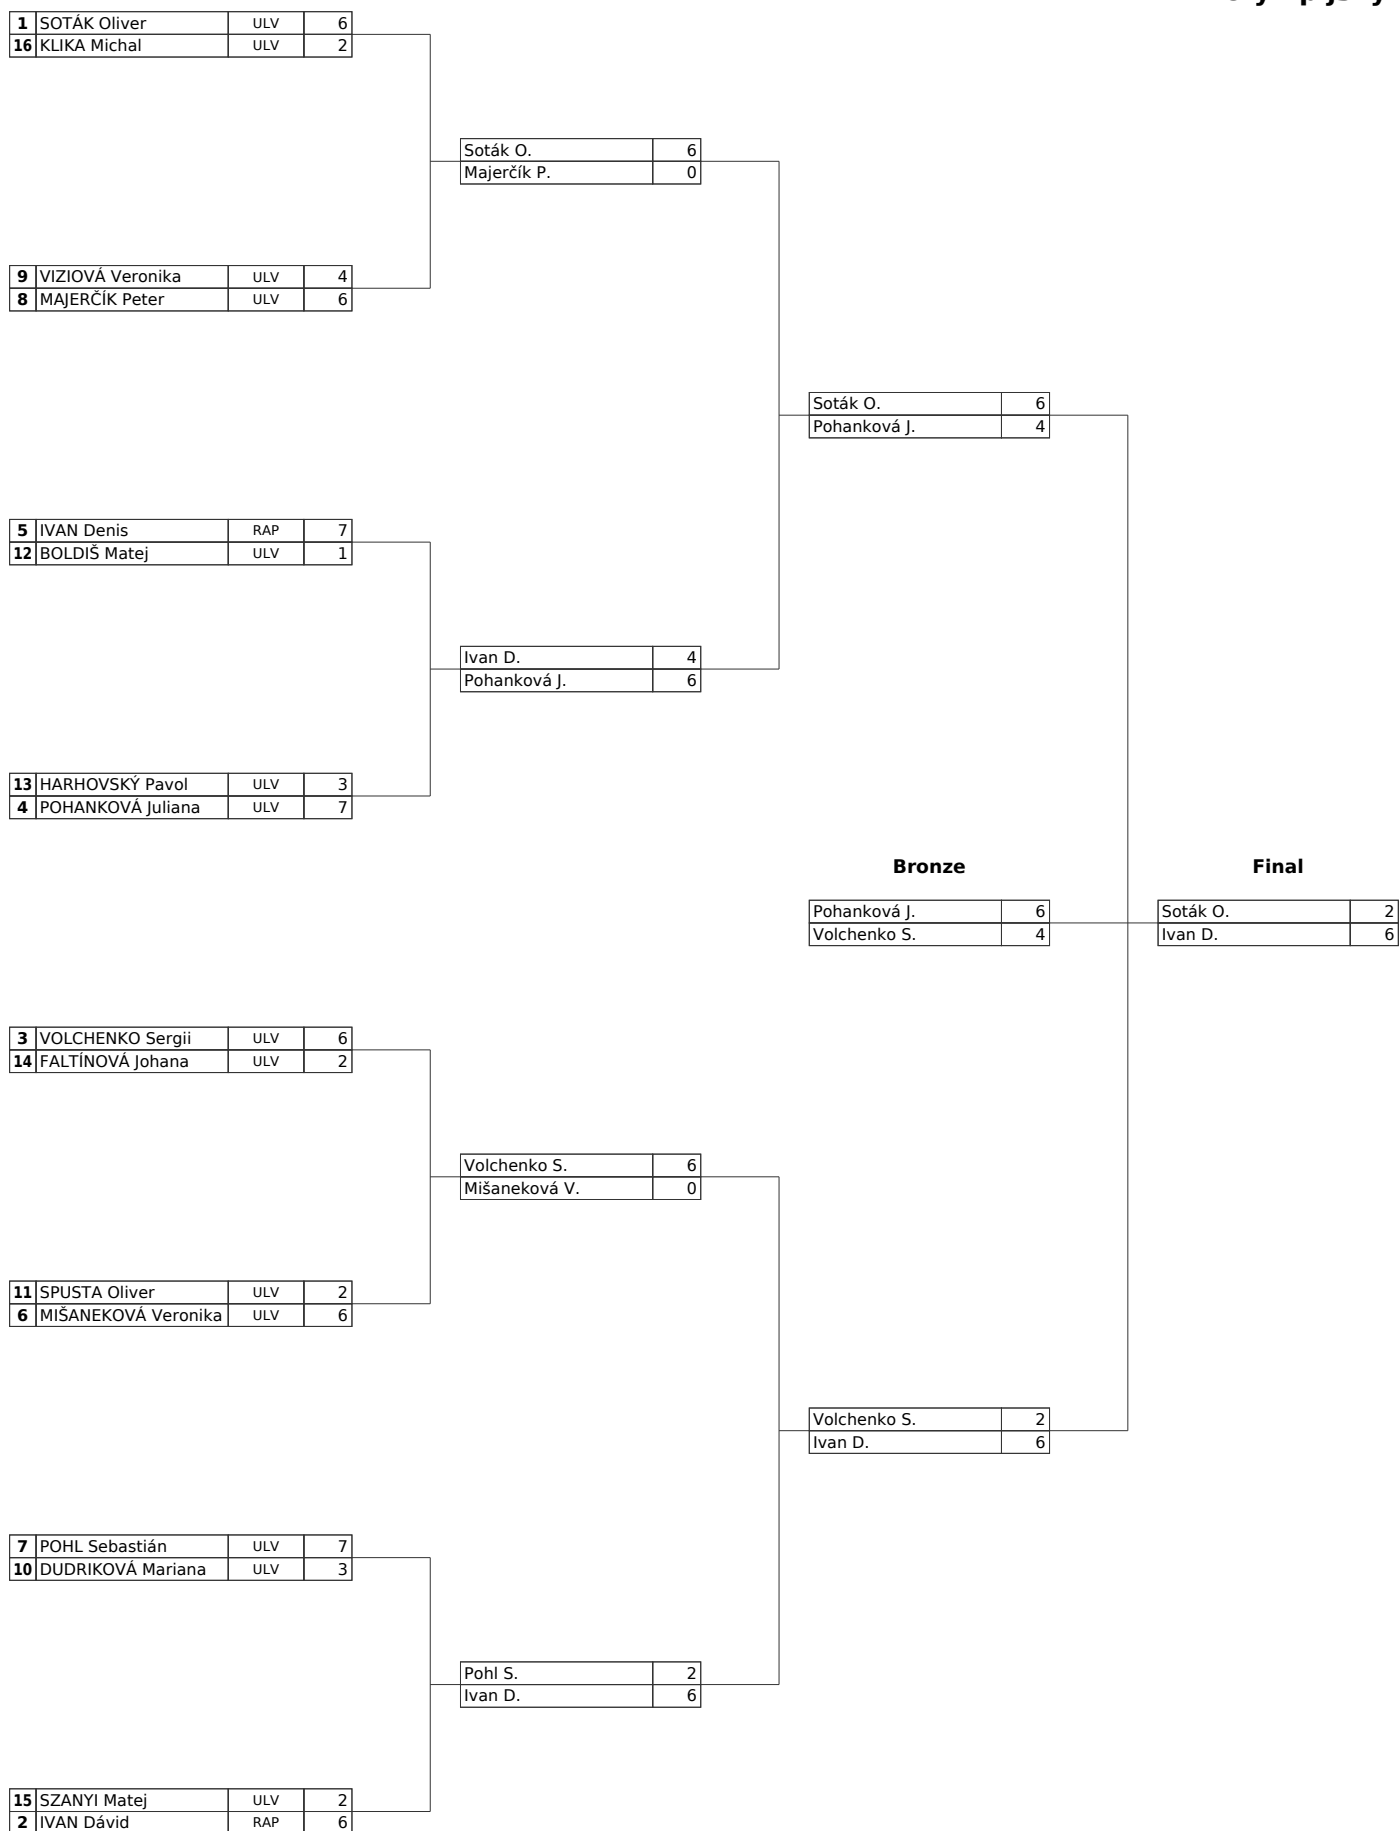 1 SOTÁK Oliver ULV 6
16 KLIKA Michal ULV 2
Soták O. 6
Majerčík P. 0
9 VIZIOVÁ Veronika ULV 4
8 MAJERČÍK Peter ULV 6
Soták O. 6
Pohanková J. 4
5 IVAN Denis RAP 7
12 BOLDIŠ Matej ULV 1
Ivan D. 4
Pohanková J. 6
13 HARHOVSKÝ Pavol ULV 3
4 POHANKOVÁ Juliana ULV 7
Bronze Final
Pohanková J. 6 Soták O. 2
Volchenko S. 4 Ivan D. 6
3 VOLCHENKO Sergii ULV 6
14 FALTÍNOVÁ Johana ULV 2
Volchenko S. 6
Mišaneková V. 0
11 SPUSTA Oliver ULV 2
6 MIŠANEKOVÁ Veronika ULV 6
Volchenko S. 2
Ivan D. 6
7 POHL Sebastián ULV 7
10 DUDRIKOVÁ Mariana ULV 3
Pohl S. 2
Ivan D. 6
15 SZANYI Matej ULV 2
2 IVAN Dávid RAP 6